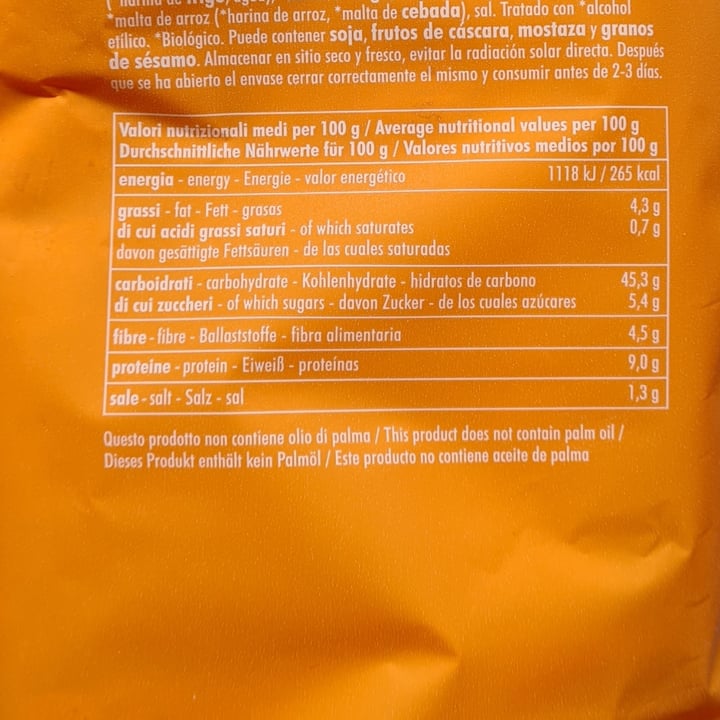 *malta de arroz (*harina de arroz, *malta de cebada), sal. Tratado con *alcohol
etílico. *Biológico. Puede contener soja, frutos de cáscara, mostaza y granos
de sésamo. Almacenar en sitio seco y fresco, evitar la radiación solar directa. Después
que se ha abierto el envase cerrar correctamente el mismo y consumir antes de 2-3 días.
Valori nutrizionali medi per 100 g / Average nutritional values per 100 g
Durchschnittliche Nährwerte für 100 g / Valores nutritivos medios por 100 g
energia - energy - Energie - valor energético 1118 kJ / 265 kcal
grassi - fat - Fett - grasas 4,3 g
di cui acidi grassi saturi - of which saturates 0,7 g
davon gesättigte Fettsäuren - de las cuales saturadas
carboidrati - carbohydrate - Kohlenhydrate - hidratos de carbono 45,3 g
di cui zuccheri - of which sugars - davon Zucker - de los cuales azúcares 5,4 g
fibre - fibre - Ballaststoffe - fibra alimentaria 4,5 g
proteine - protein - Eiweiß - proteínas 9,0 g
sale - salt - Salz - sal 1,3 g
Questo prodotto non contiene olio di palma / This product does not contain palm oil /
Dieses Produkt enthält kein Palmöl / Este producto no contiene aceite de palma